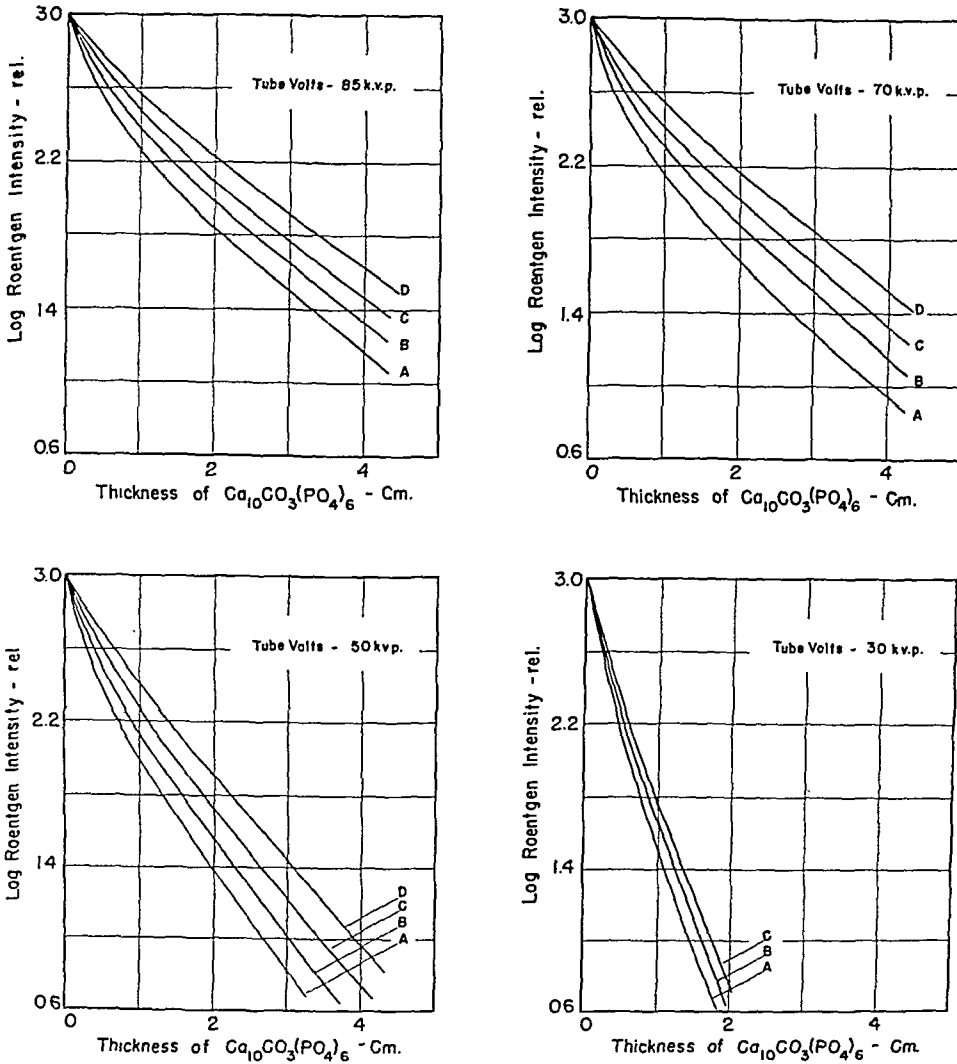 Log Roentgen Intensity - rel.
3.0
2.2
1.4
0.6
Tube Volts - 85 k.v.p.
D
C
B
A
0
2
4
Thickness of Ca10CO3(PO4)6 - Cm.
Log Roentgen Intensity - rel.
3.0
2.2
1.4
0.6
Tube Volts - 70 k.v.p.
D
C
B
A
0
2
4
Thickness of Ca10CO3(PO4)6 - Cm.
Log Roentgen Intensity - rel
3.0
2.2
1.4
0.6
Tube Volts - 50 k.v.p.
D
C
B
A
0
2
4
Thickness of Ca10CO3(PO4)6 - Cm.
Log Roentgen Intensity - rel.
3.0
2.2
1.4
0.6
Tube Volts - 30 k.v.p.
C
B
A
0
2
4
Thickness of Ca10CO3(PO4)6 - Cm.